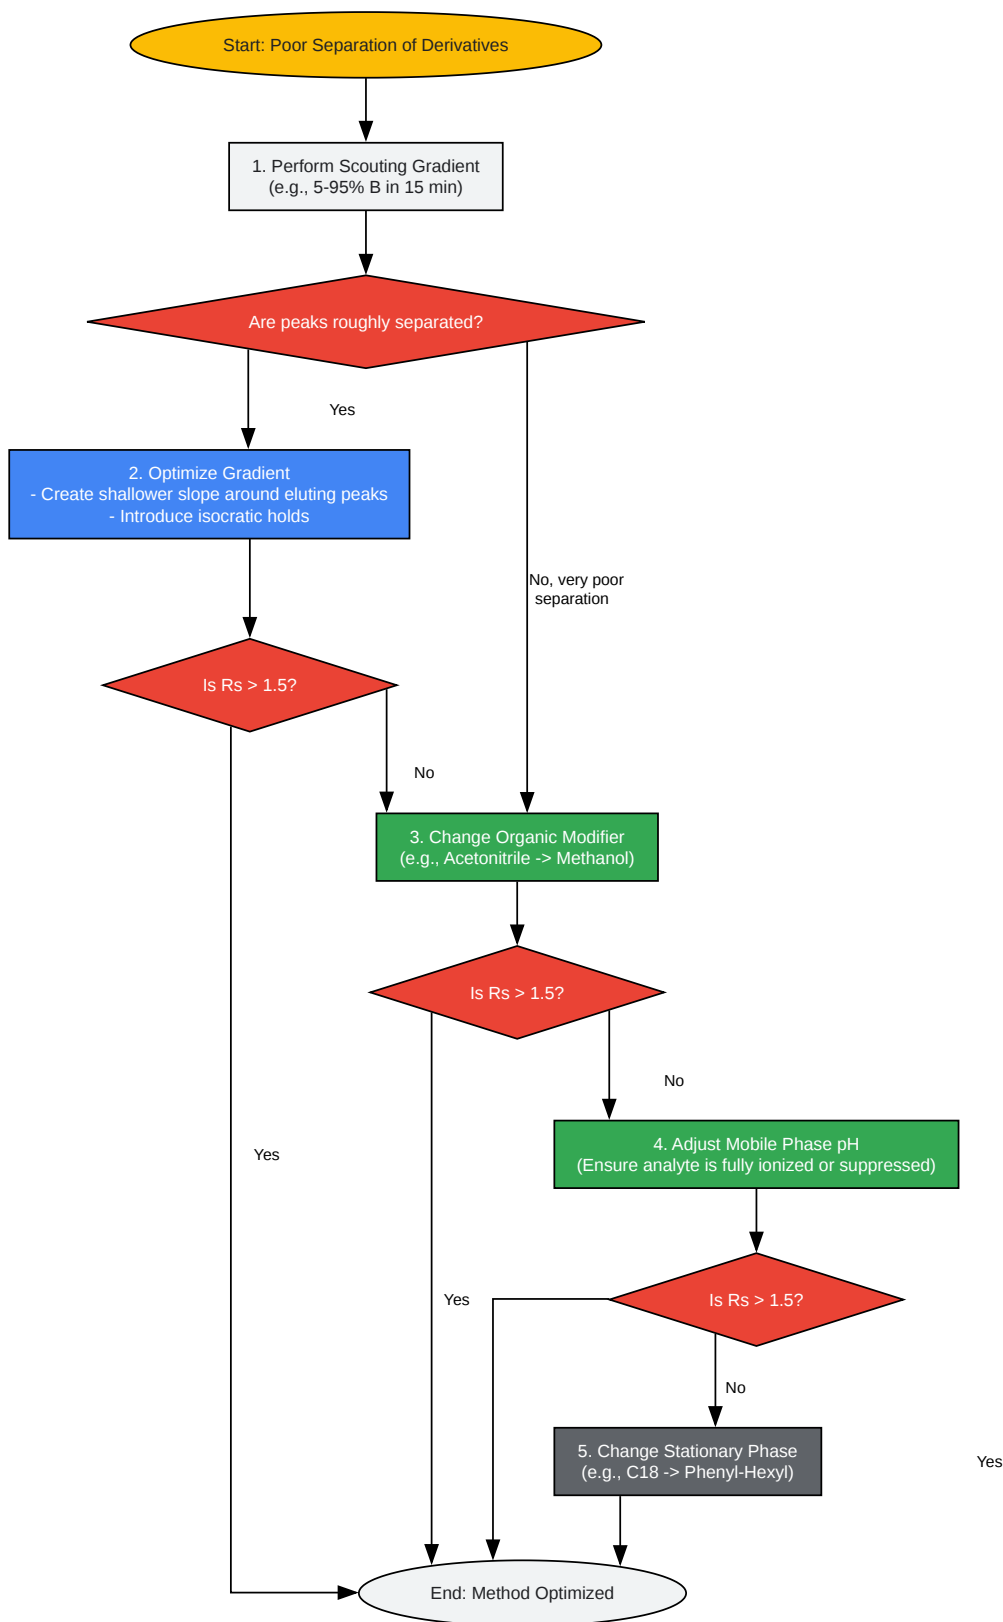 Start: Poor Separation of Derivatives
1. Perform Scouting Gradient
(e.g., 5-95% B in 15 min)
Are peaks roughly separated?
Yes
2. Optimize Gradient
- Create shallower slope around eluting peaks
- Introduce isocratic holds
No, very poor
separation
Is Rs > 1.5?
No
3. Change Organic Modifier
(e.g., Acetonitrile -> Methanol)
Is Rs > 1.5?
No
4. Adjust Mobile Phase pH
(Ensure analyte is fully ionized or suppressed)
Yes
Is Rs > 1.5?
Yes
No
5. Change Stationary Phase
(e.g., C18 -> Phenyl-Hexyl)
Yes
End: Method Optimized